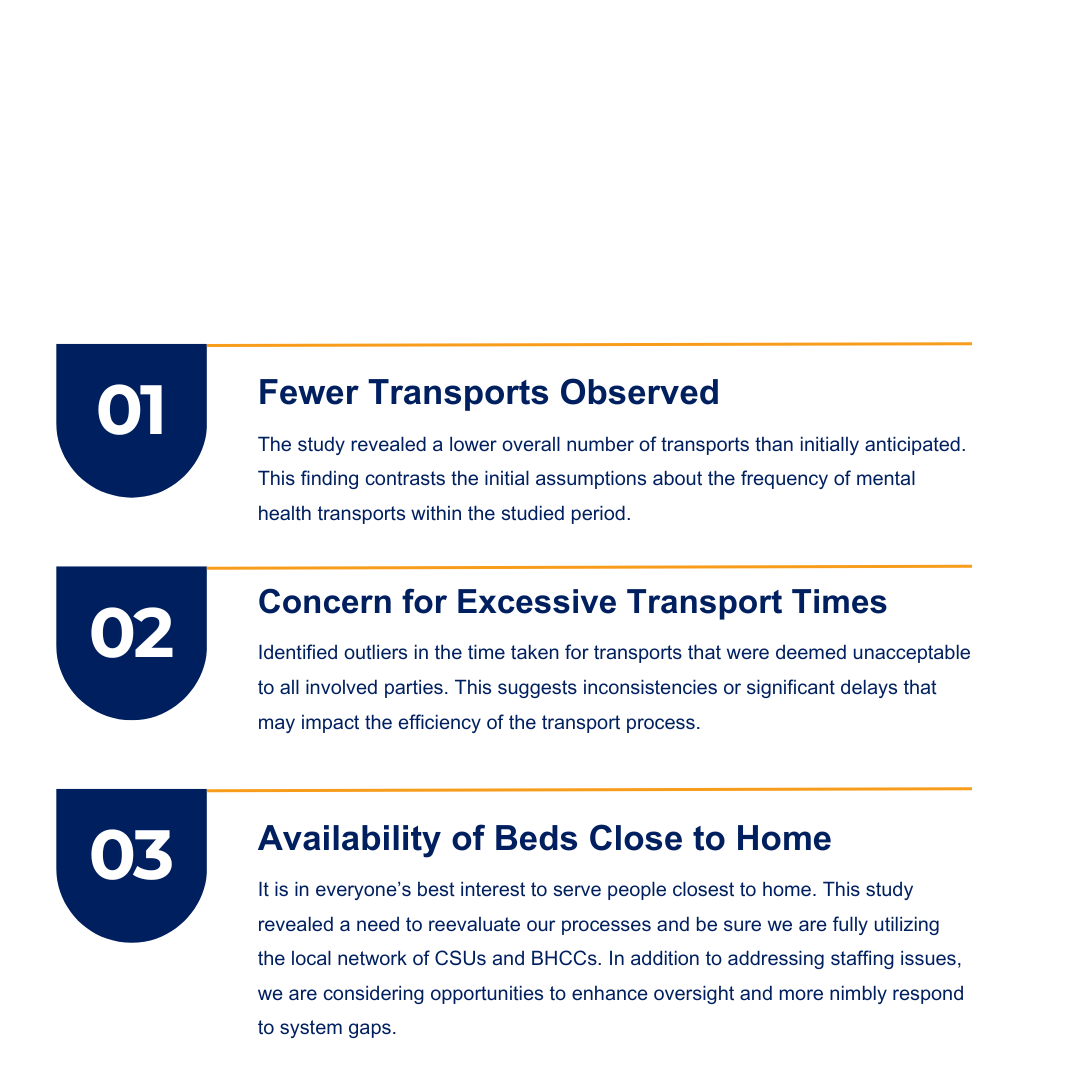 01
Fewer Transports Observed
The study revealed a lower overall number of transports than initially anticipated.
This finding contrasts the initial assumptions about the frequency of mental
health transports within the studied period.
02
Concern for Excessive Transport Times
Identified outliers in the time taken for transports that were deemed unacceptable
to all involved parties. This suggests inconsistencies or significant delays that
may impact the efficiency of the transport process.
03
Availability of Beds Close to Home
It is in everyone’s best interest to serve people closest to home. This study
revealed a need to reevaluate our processes and be sure we are fully utilizing
the local network of CSUs and BHCCs. In addition to addressing staffing issues,
we are considering opportunities to enhance oversight and more nimbly respond
to system gaps.